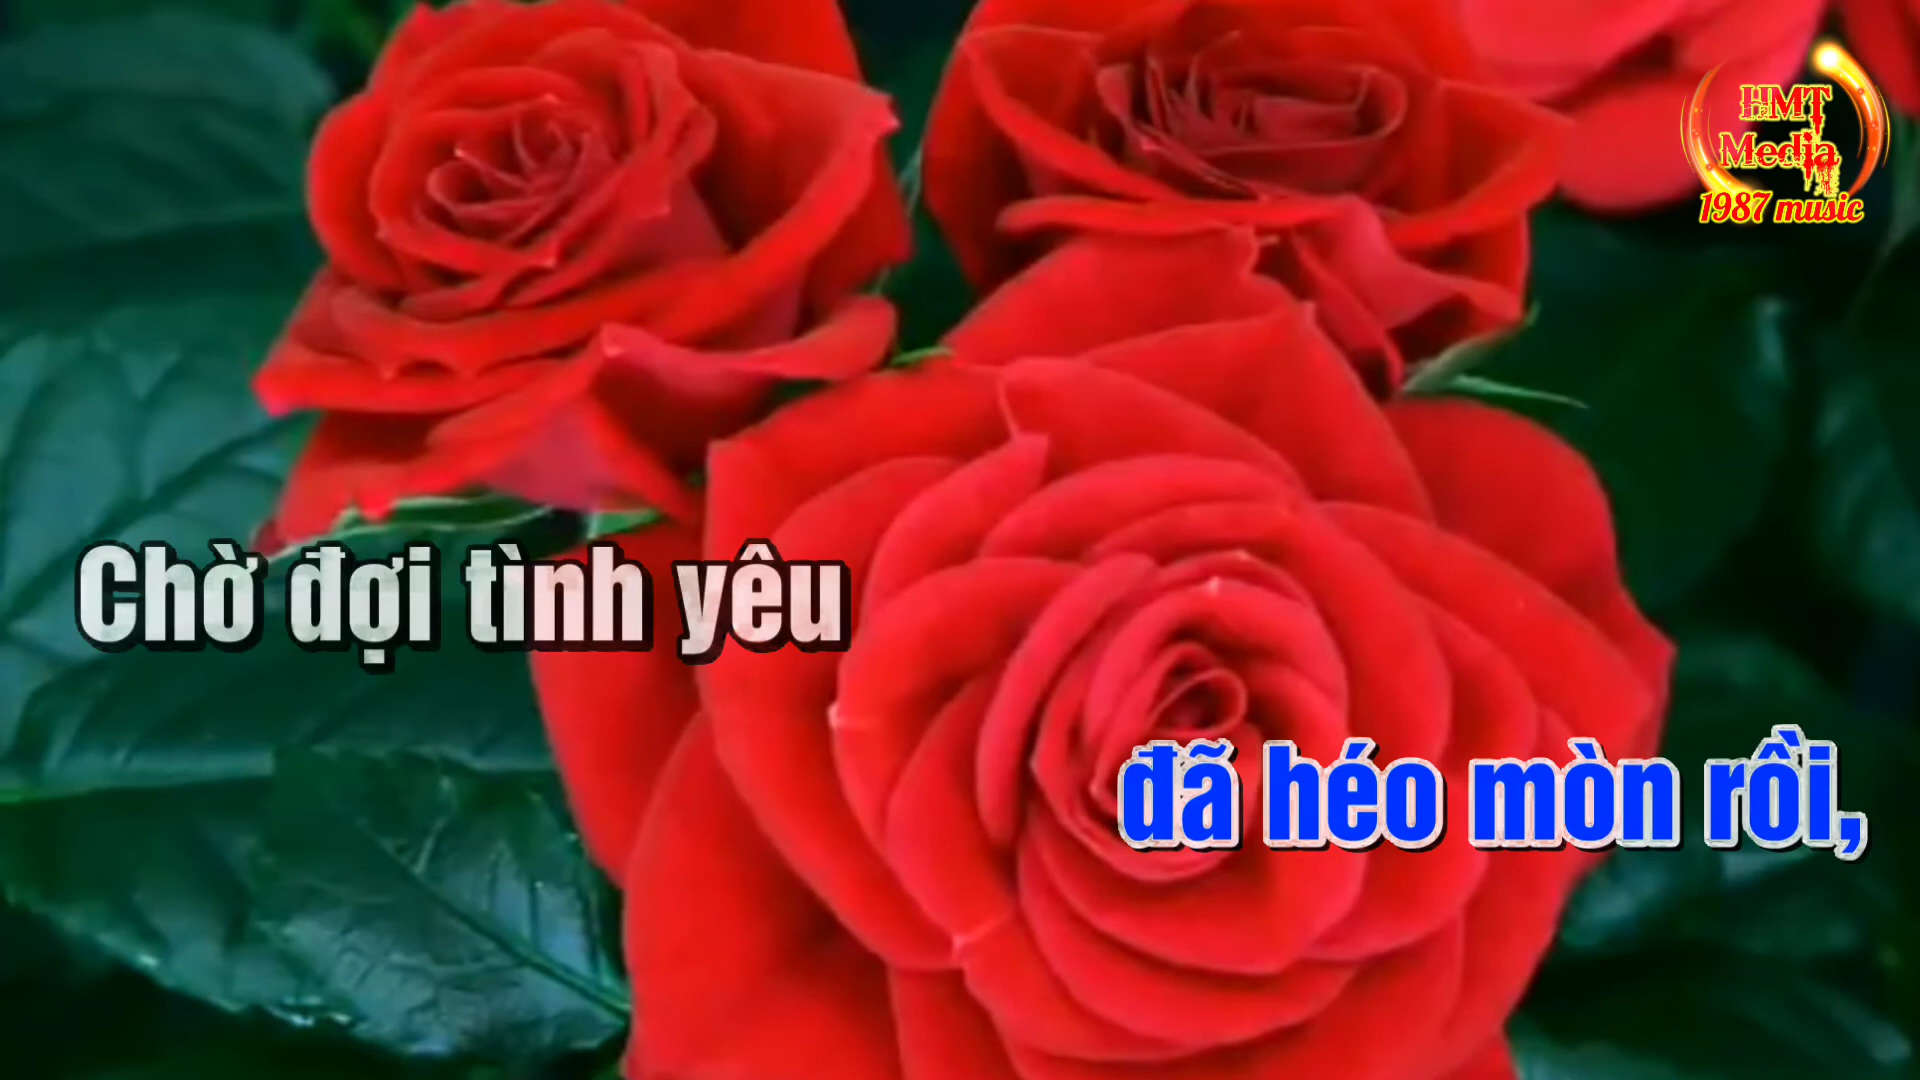 HMT
Media
1987 music
Chờ đợi tình yêu
đã héo mòn rồi,